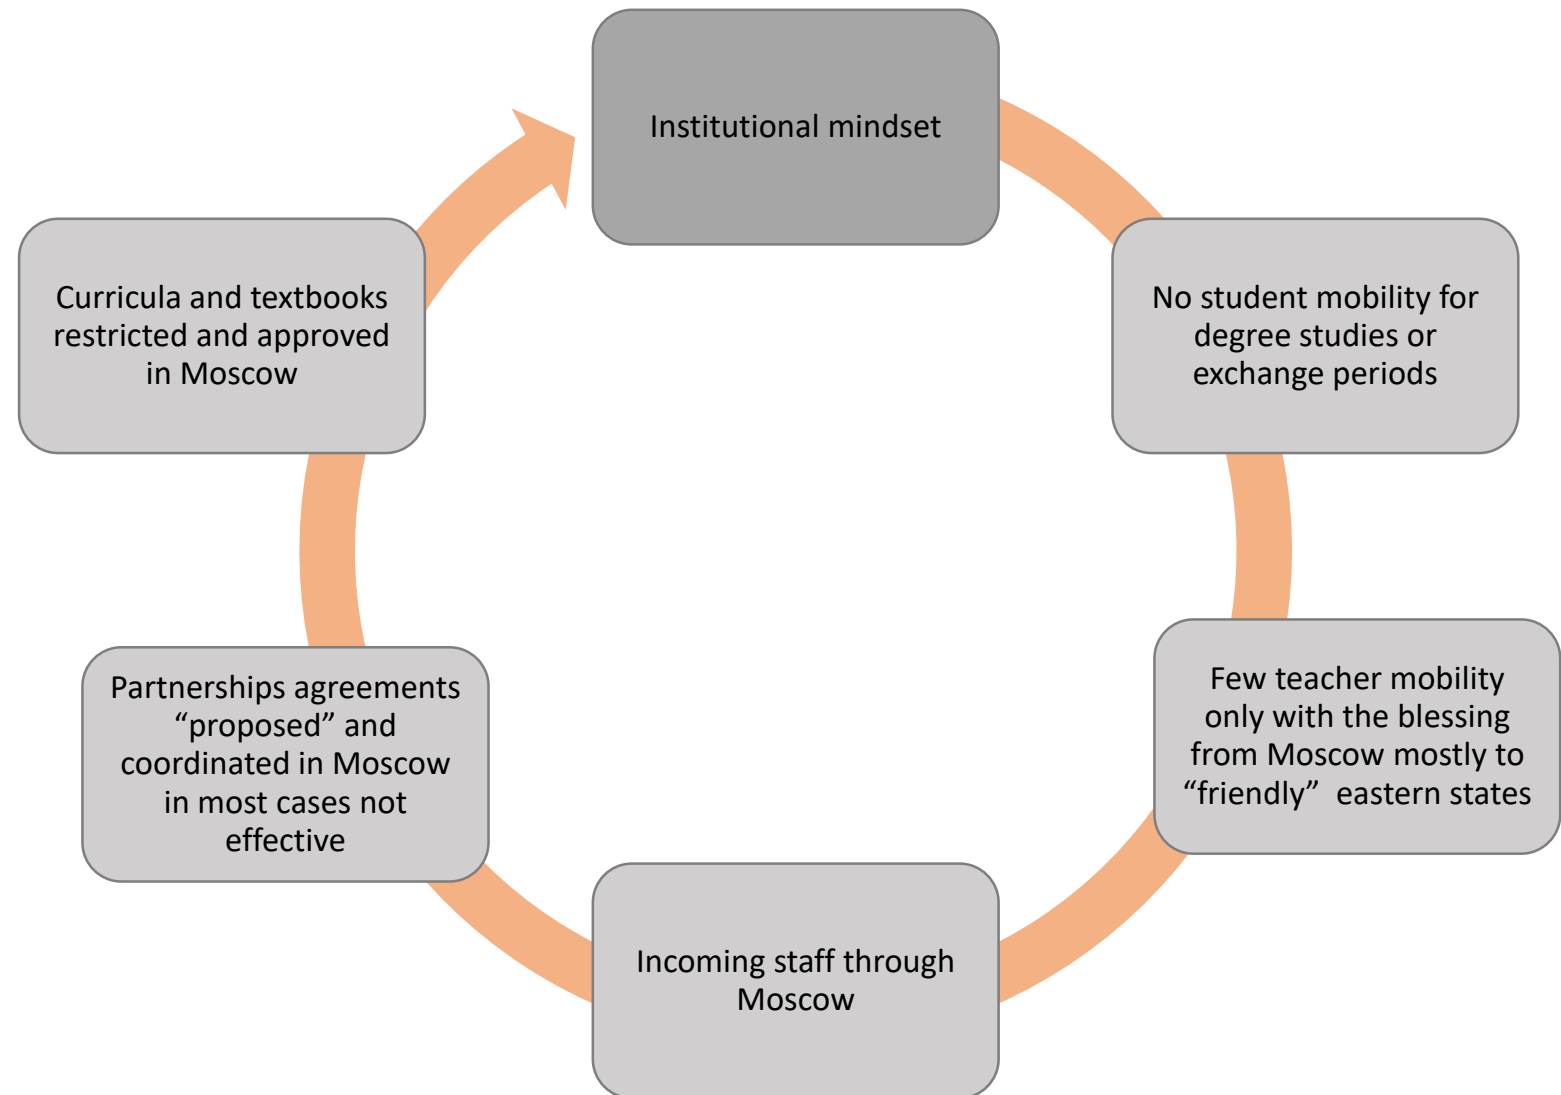 Institutional mindset
No student mobility for
degree studies or
exchange periods
Few teacher mobility
only with the blessing
from Moscow mostly to
“friendly”  eastern states
Incoming staff through
Moscow
Partnerships agreements
“proposed” and
coordinated in Moscow
in most cases not
effective
Curricula and textbooks
restricted and approved
in Moscow